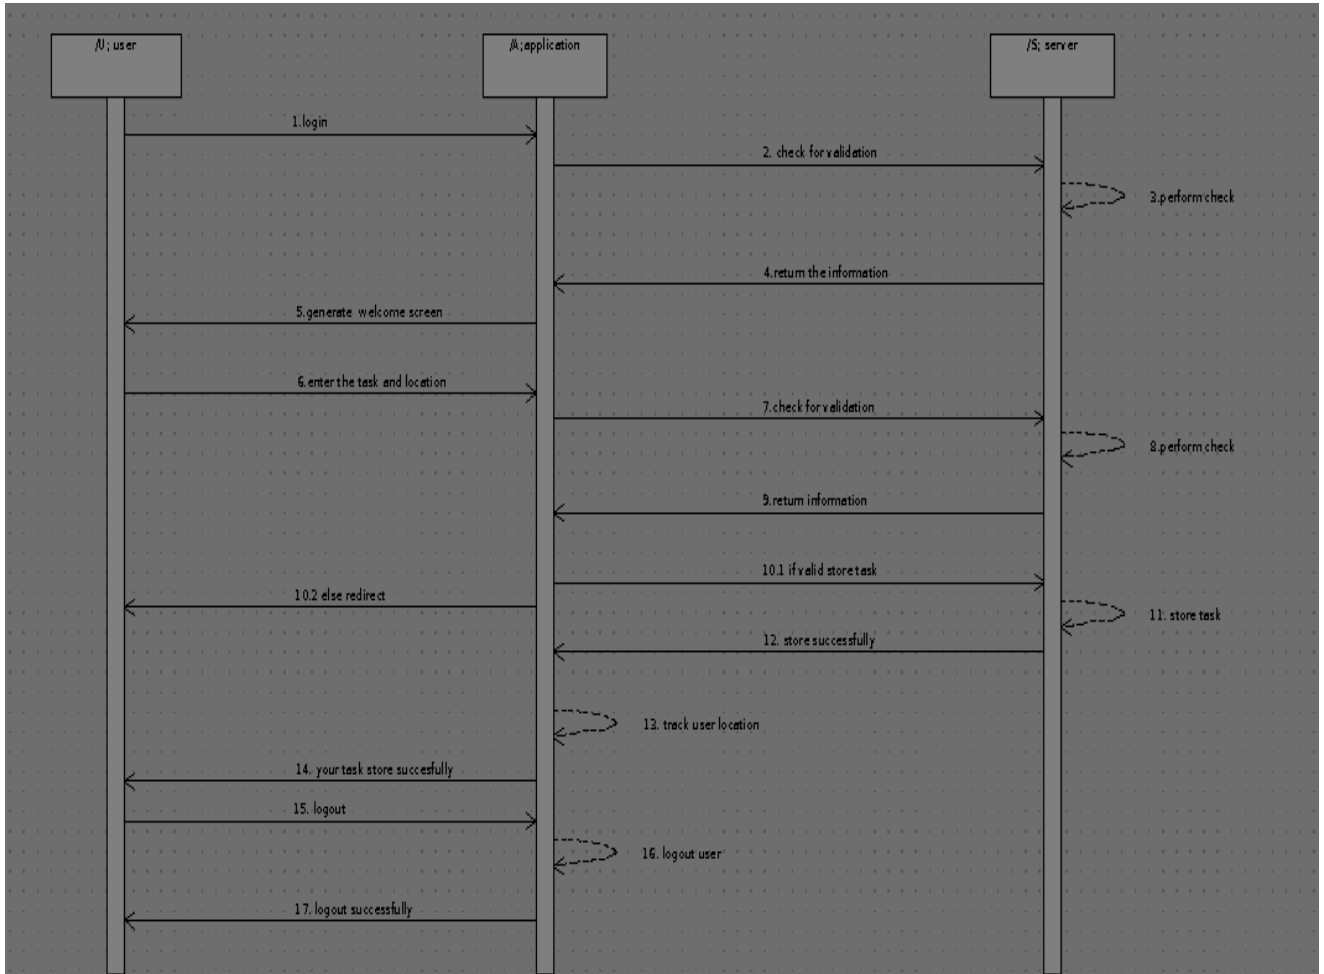 /U; user
/A;application
/S; server
1.login
2. check for validation
3.perform check
4.return the information
5.generate welcome screen
6.enter the task and location
7.check for validation
8.perform check
9.return information
10.1 if valid store task
10.2 else redirect
11. store task
12. store successfully
13. track user location
14. your task store succesfully
15. logout
16. logout user
17. logout successfully